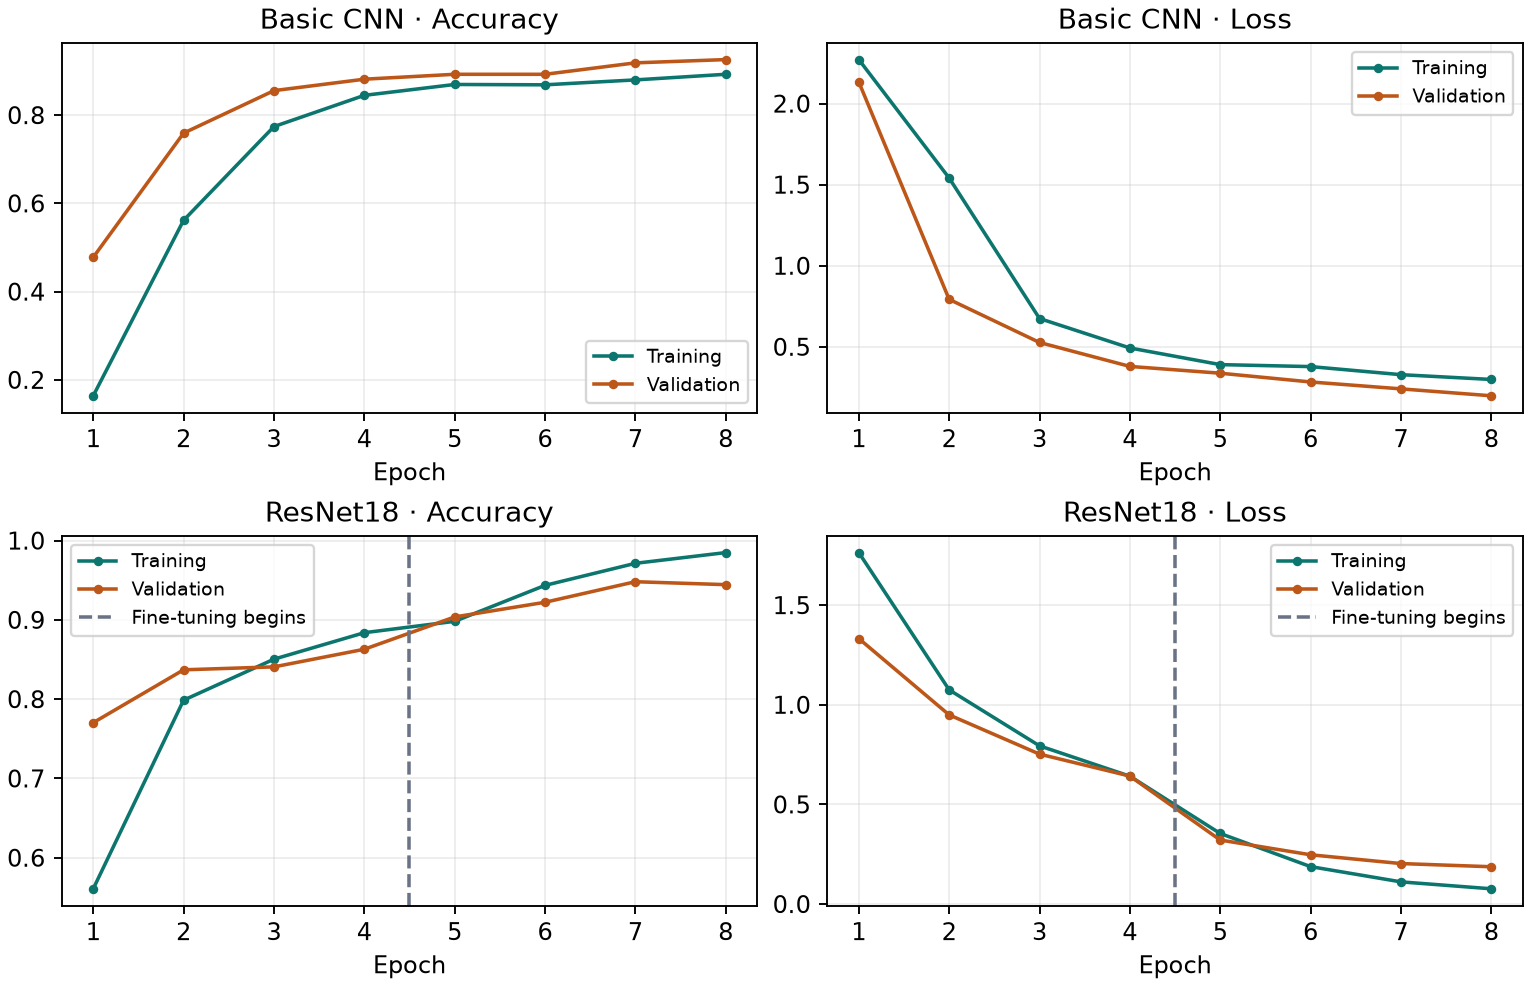 Basic CNN · Accuracy
0.8
0.6
0.4
0.2
Training
Validation
1 2 3 4 5 6 7 8
Epoch
Basic CNN · Loss
2.0
1.5
1.0
0.5
Training
Validation
1 2 3 4 5 6 7 8
Epoch
ResNet18 · Accuracy
1.0
0.9
0.8
0.7
0.6
Training
Validation
Fine-tuning begins
1 2 3 4 5 6 7 8
Epoch
ResNet18 · Loss
1.5
1.0
0.5
0.0
Training
Validation
Fine-tuning begins
1 2 3 4 5 6 7 8
Epoch